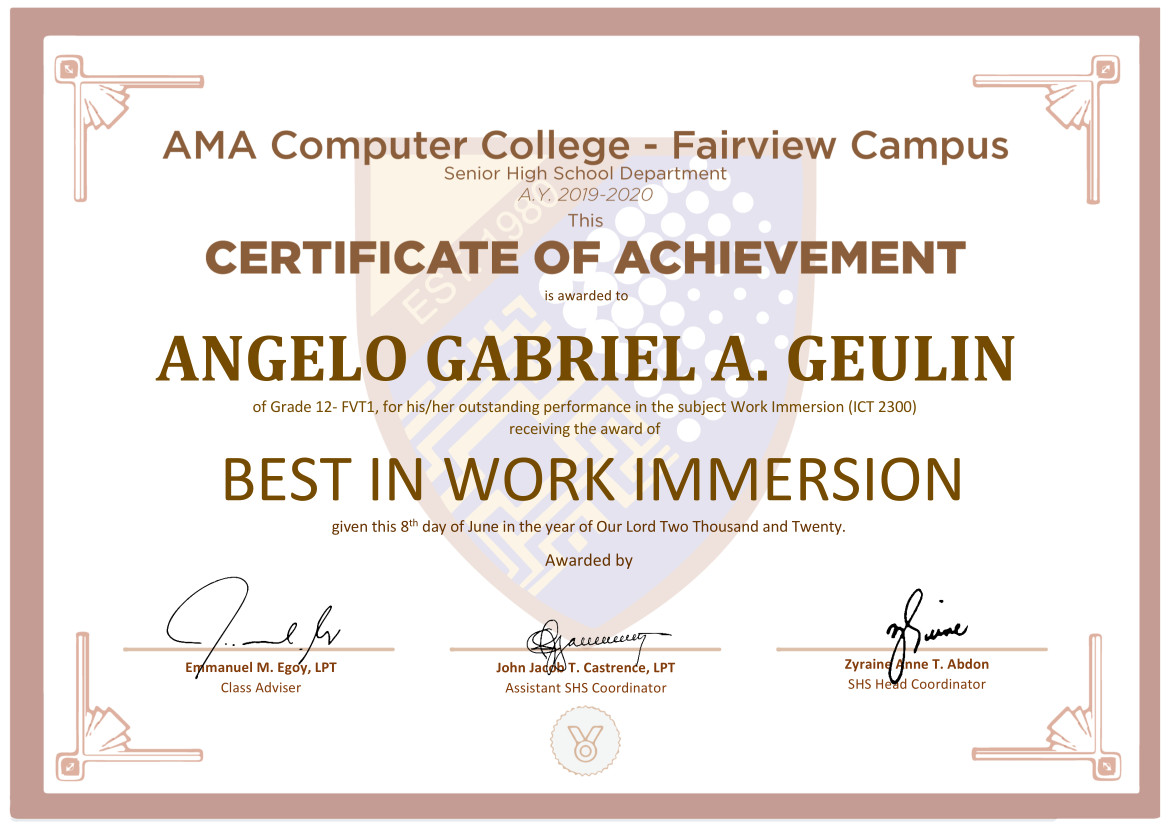 AMA Computer College - Fairview Campus
Senior High School Department
A.Y. 2019-2020
This
CERTIFICATE OF ACHIEVEMENT
EST. 1980
is awarded to
ANGELO GABRIEL A. GEULIN
of Grade 12- FVT1, for his/her outstanding performance in the subject Work Immersion (ICT 2300)
receiving the award of
BEST IN WORK IMMERSION
given this 8th day of June in the year of Our Lord Two Thousand and Twenty.
Awarded by
Emmanuel M. Egoy, LPT
Class Adviser
John Jacob T. Castrence, LPT
Assistant SHS Coordinator
Zyraine Anne T. Abdon
SHS Head Coordinator